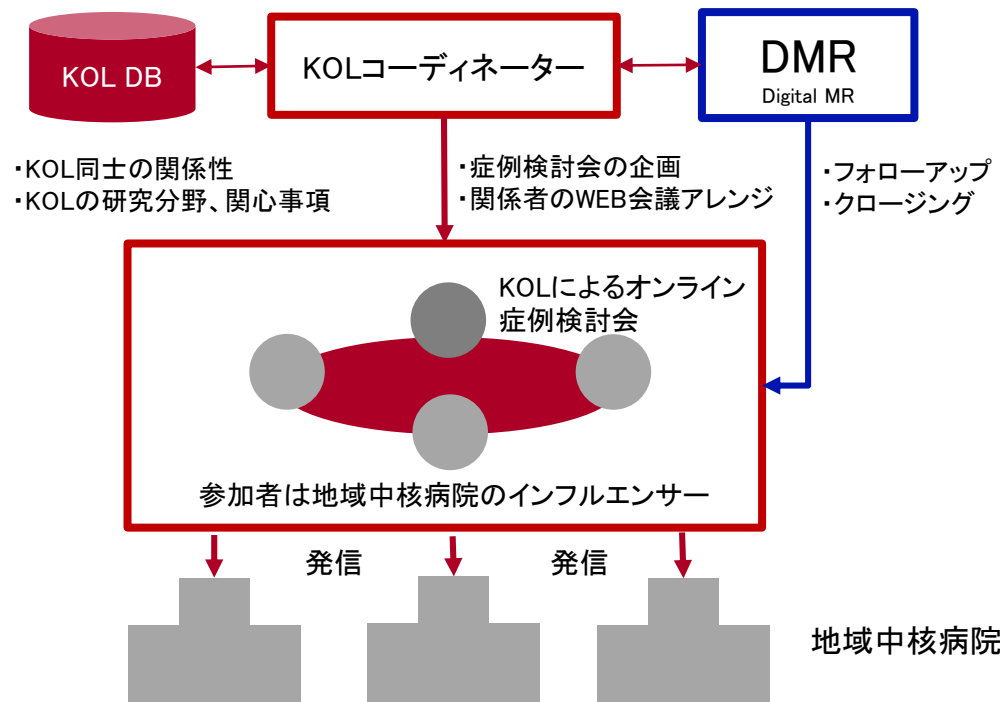 KOL DB
KOLコーディネーター
DMR
Digital MR
・KOL同士の関係性
・KOLの研究分野、関心事項
・症例検討会の企画
・関係者のWEB会議アレンジ
・フォローアップ
・クロージング
KOLによるオンライン
症例検討会
参加者は地域中核病院のインフルエンサー
発信
発信
地域中核病院